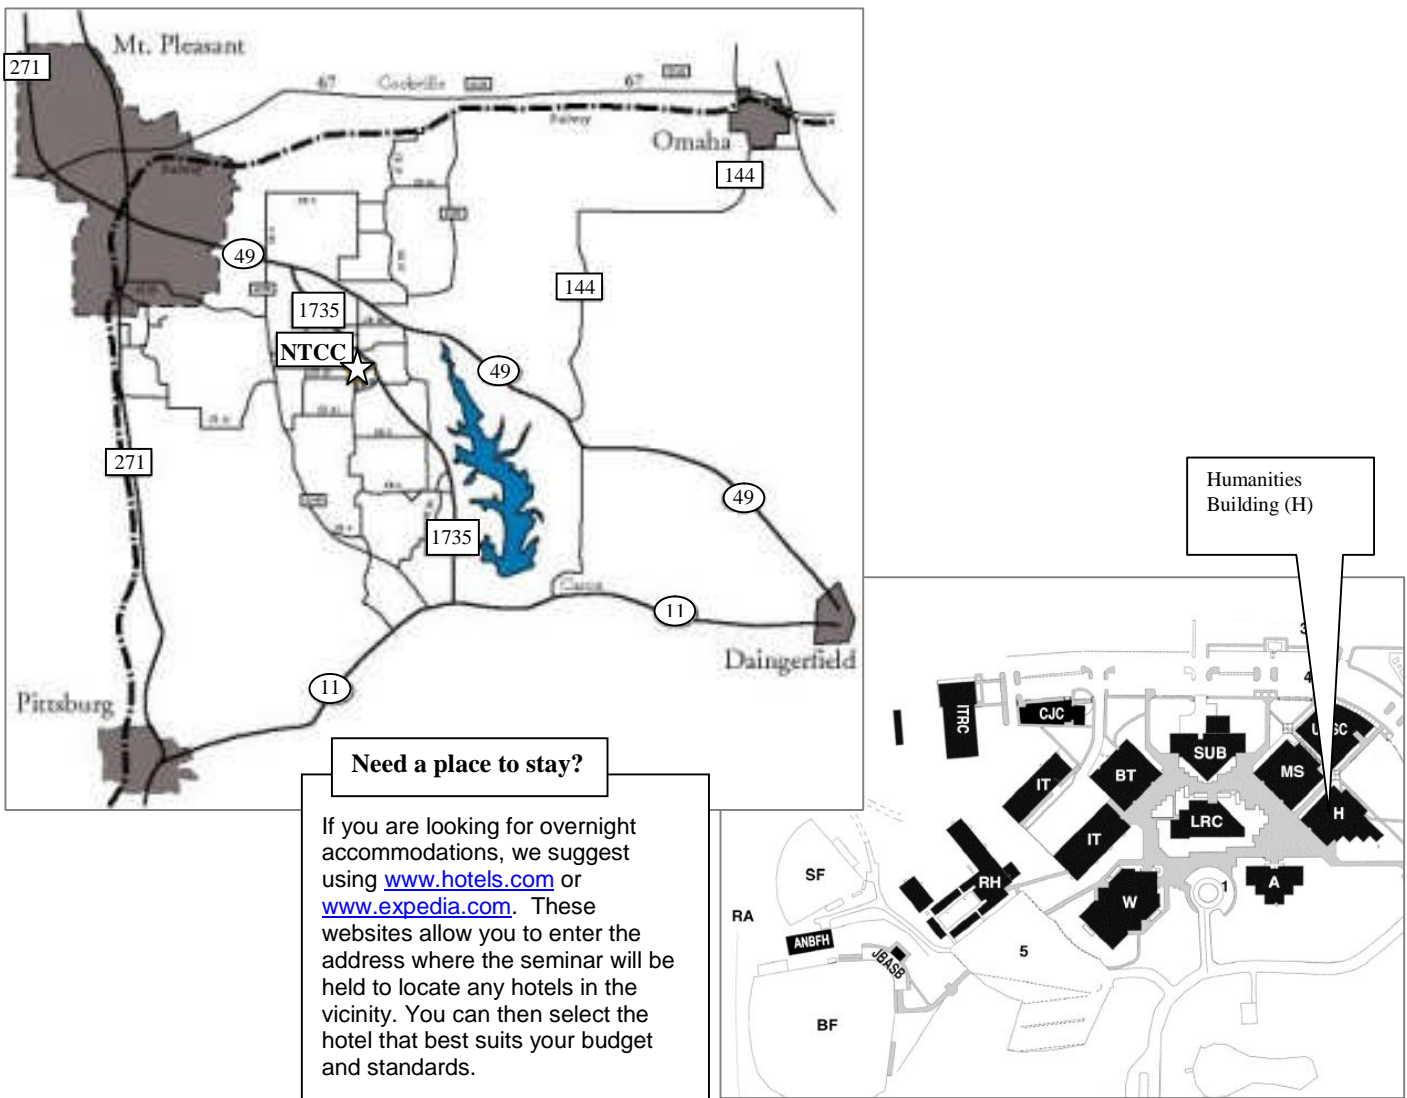 Mt. Pleasant
271
67
Cookville
67
Railway
Omaha
144
Railway
49
144
1735
NTCC
49
271
49
1735
Cason
11
Daingerfield
11
Pittsburg
Need a place to stay?
If you are looking for overnight
accommodations, we suggest
using www.hotels.com or
www.expedia.com. These
websites allow you to enter the
address where the seminar will be
held to locate any hotels in the
vicinity. You can then select the
hotel that best suits your budget
and standards.
Humanities
Building (H)
3
4
ITRC
CJC
SUB
MS
BT
IT
H
LRC
IT
SF
RH
A
1
W
RA
ANBFH
JBASB
5
BF